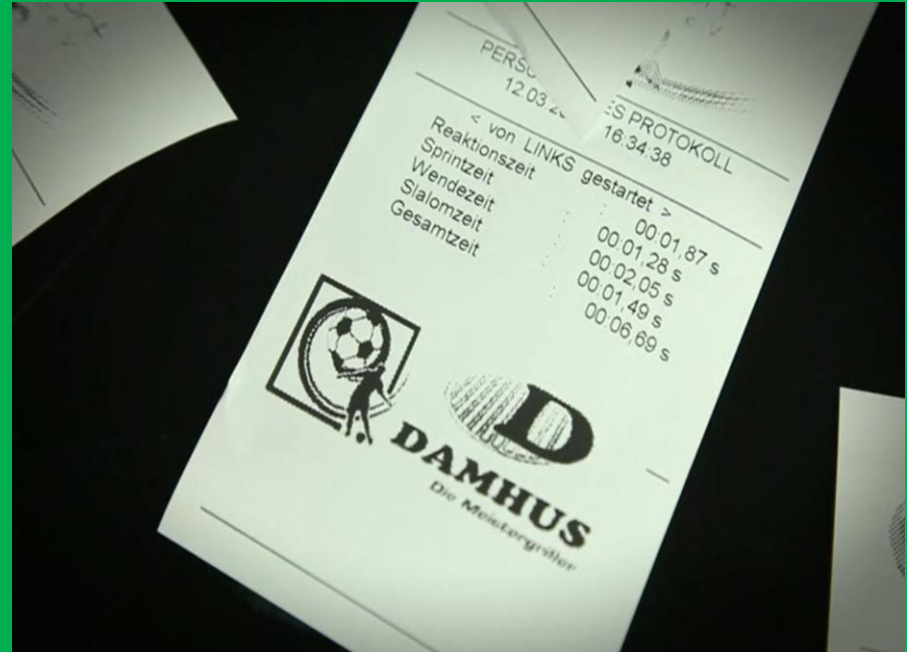 ES PROTOKOLL
12.03. 16:34:38
< von LINKS gestartet >
Reaktionszeit : 00:01,87 s
Sprintzeit : 00:01,28 s
Wendezeit : 00:02,05 s
Slalomzeit : 00:01,49 s
Gesamtzeit : 00:06,69 s
D
DAMHUS
Die Meistergriller